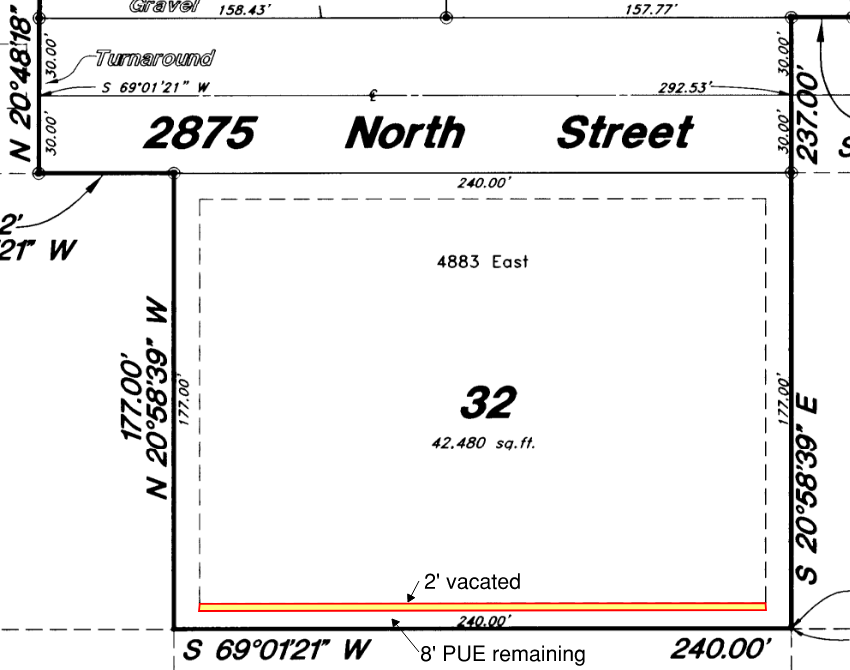 Gravel
158.43'
157.77'
N 20°48'18"
30.00'
Turnaround
30.00'
S 69°01'21" W
℄
292.53'
237.00'
30.00'
2875 North Street
30.00'
S
240.00'
2'
'21" W
4883 East
177.00'
N 20°58'39" W
177.00'
32
42.480 sq.ft.
177.00'
S 20°58'39" E
2' vacated
240.00'
S 69°01'21" W
8' PUE remaining
240.00'